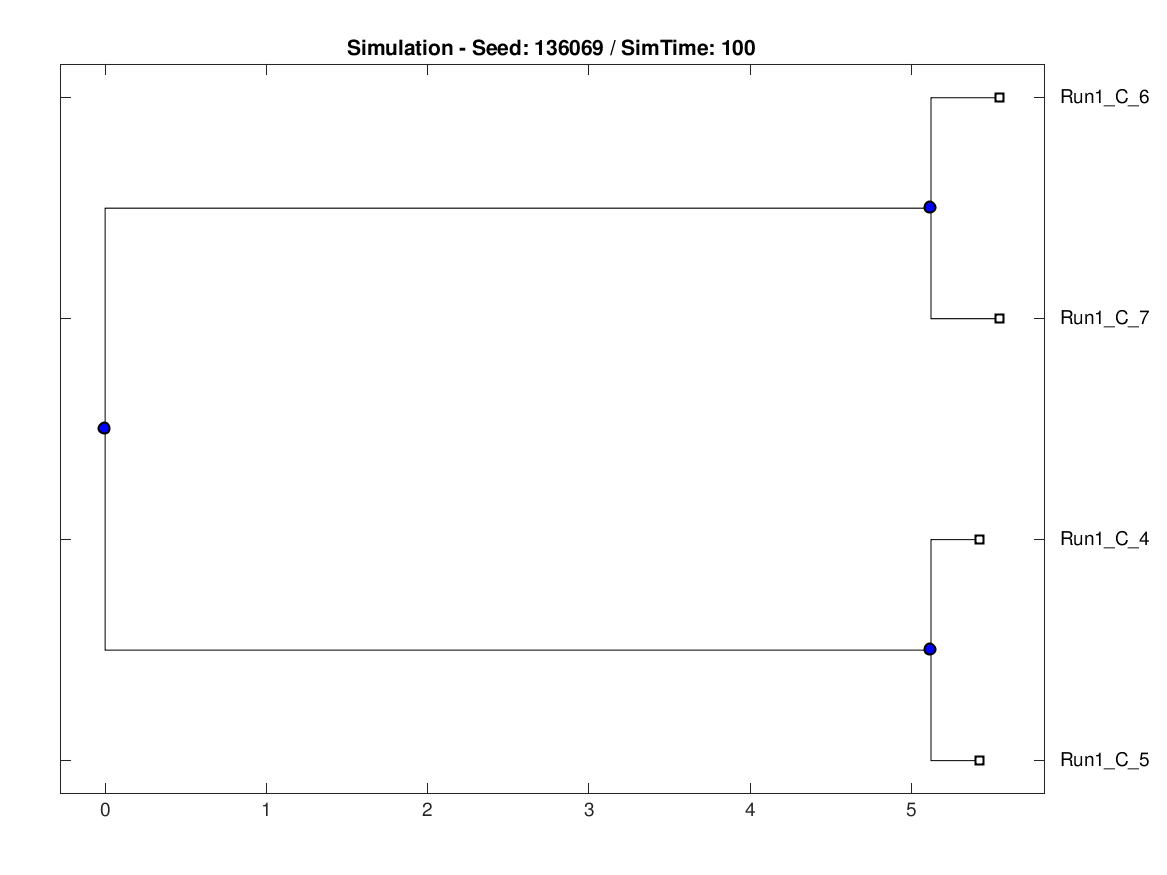 Simulation - Seed: 136069 / SimTime: 100
Run1_C_6
Run1_C_7
Run1_C_4
Run1_C_5
0 1 2 3 4 5